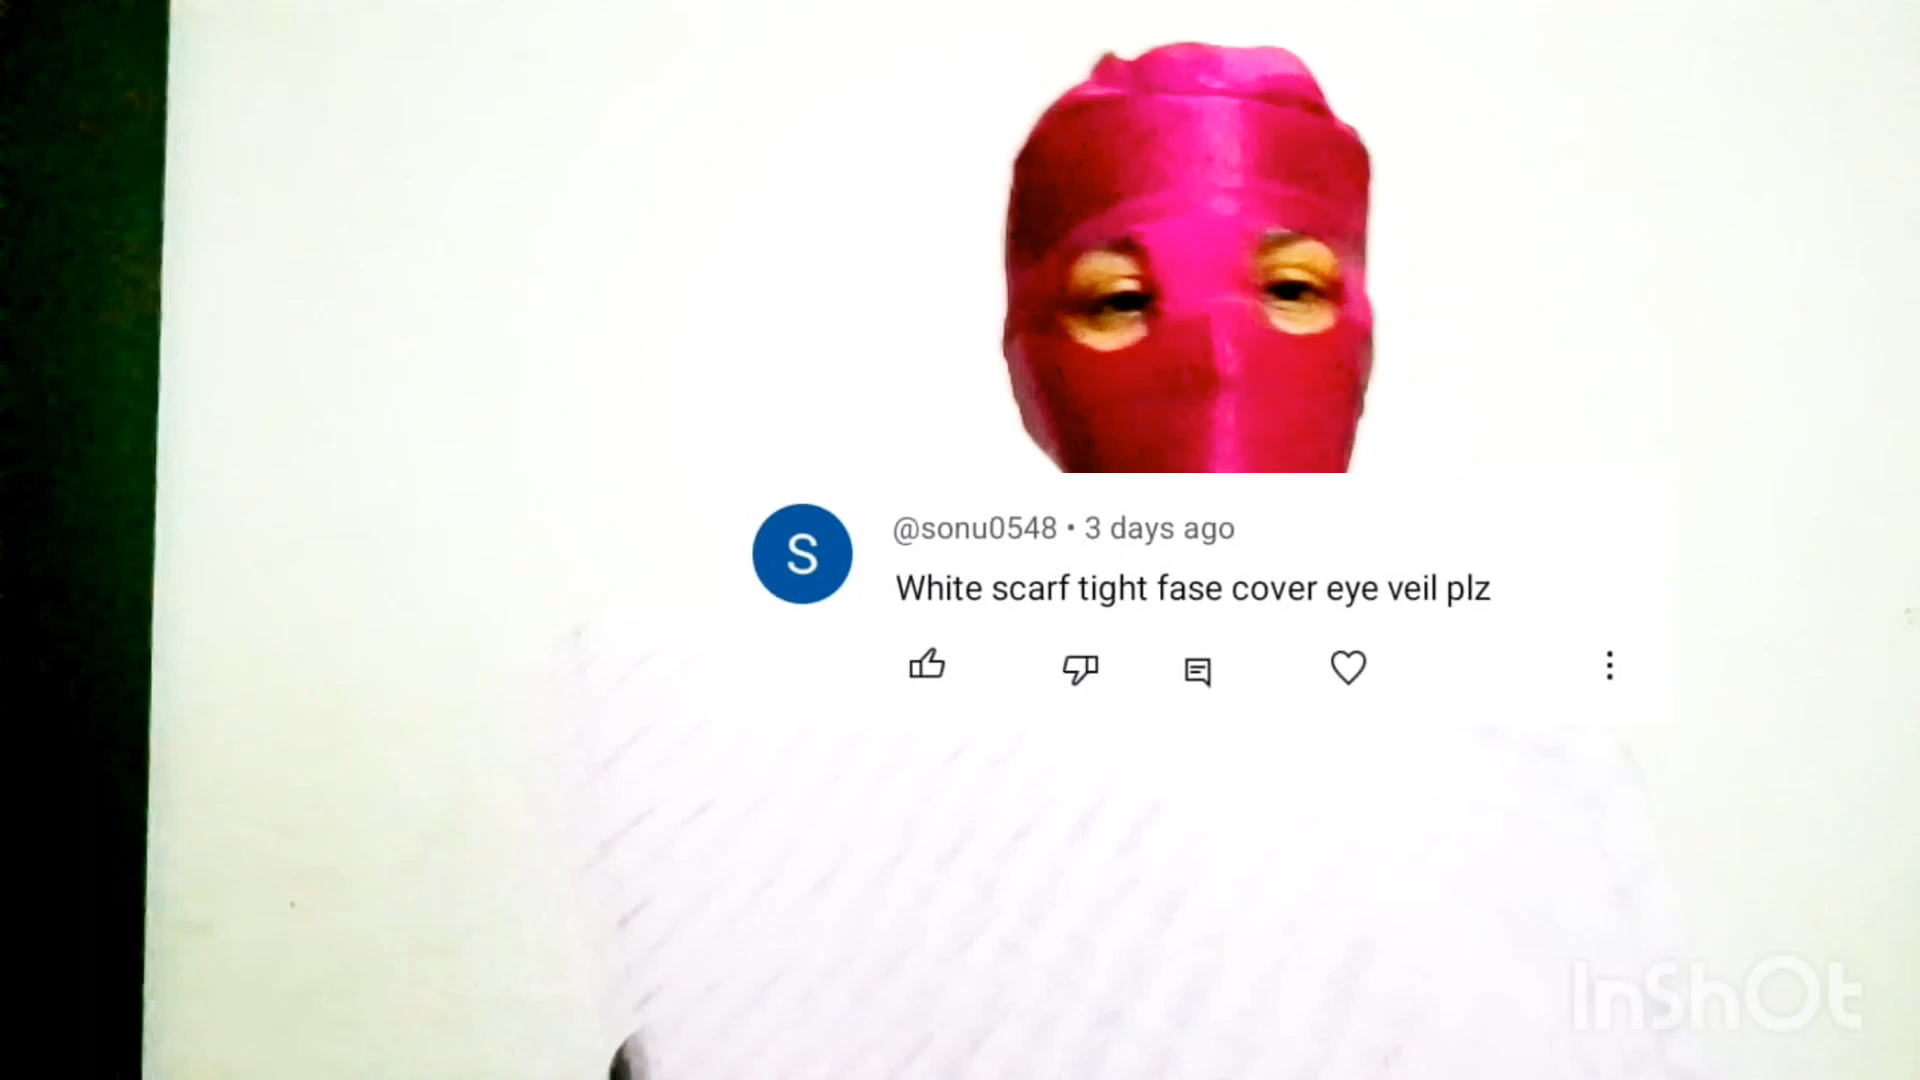 @sonu0548 • 3 days ago
S
White scarf tight fase cover eye veil plz
InShOt